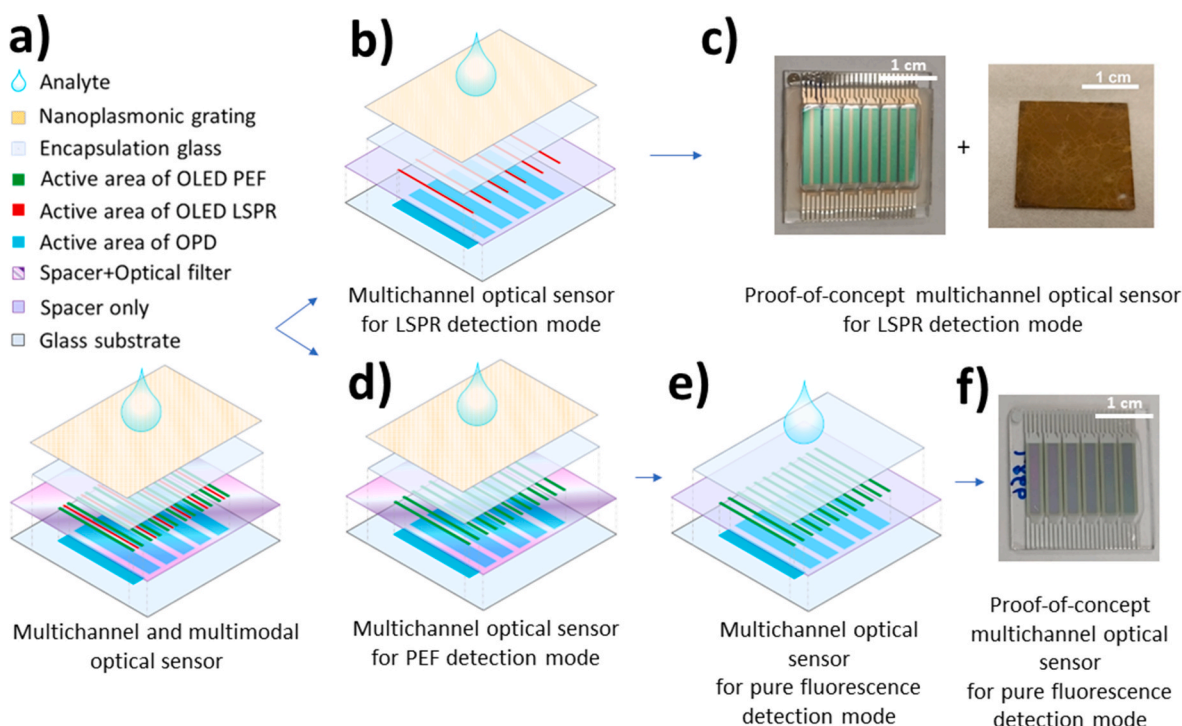 a)
Analyte
Nanoplasmonic grating
Encapsulation glass
Active area of OLED PEF
Active area of OLED LSPR
Active area of OPD
Spacer+Optical filter
Spacer only
Glass substrate
Multichannel and multimodal
optical sensor
b)
Multichannel optical sensor
for LSPR detection mode
c)
1 cm
+
1 cm
Proof-of-concept multichannel optical sensor
for LSPR detection mode
d)
Multichannel optical sensor
for PEF detection mode
e)
Multichannel optical
sensor
for pure fluorescence
detection mode
f)
1 cm
Proof-of-concept
multichannel optical
sensor
for pure fluorescence
detection mode